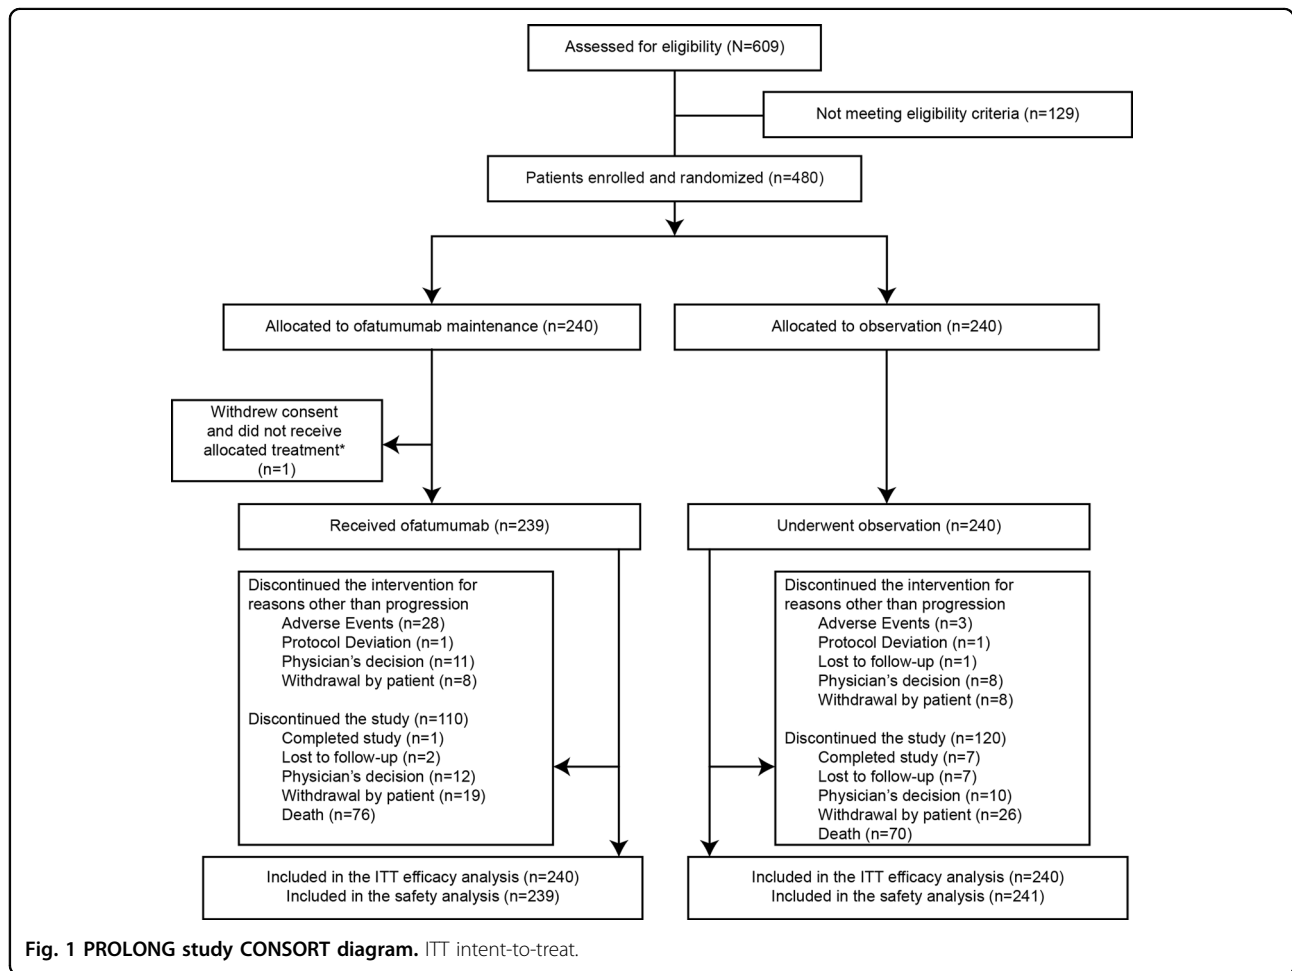 Assessed for eligibility (N=609)
Not meeting eligibility criteria (n=129)
Patients enrolled and randomized (n=480)
Allocated to ofatumumab maintenance (n=240)
Allocated to observation (n=240)
Withdrew consent
and did not receive
allocated treatment*
(n=1)
Received ofatumumab (n=239)
Underwent observation (n=240)
Discontinued the intervention for
reasons other than progression
Adverse Events (n=28)
Protocol Deviation (n=1)
Physician's decision (n=11)
Withdrawal by patient (n=8)
Discontinued the study (n=110)
Completed study (n=1)
Lost to follow-up (n=2)
Physician's decision (n=12)
Withdrawal by patient (n=19)
Death (n=76)
Discontinued the intervention for
reasons other than progression
Adverse Events (n=3)
Protocol Deviation (n=1)
Lost to follow-up (n=1)
Physician's decision (n=8)
Withdrawal by patient (n=8)
Discontinued the study (n=120)
Completed study (n=7)
Lost to follow-up (n=7)
Physician's decision (n=10)
Withdrawal by patient (n=26)
Death (n=70)
Included in the ITT efficacy analysis (n=240)
Included in the safety analysis (n=239)
Included in the ITT efficacy analysis (n=240)
Included in the safety analysis (n=241)
Fig. 1 PROLONG study CONSORT diagram. ITT intent-to-treat.